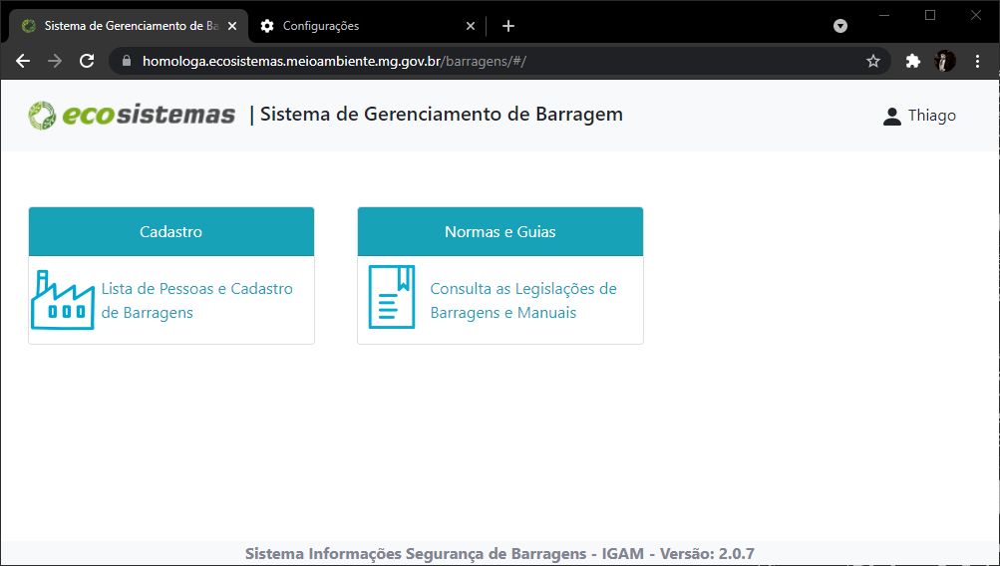 Sistema de Gerenciamento de Ba
Configurações
homologa.ecosistemas.meioambiente.mg.gov.br/barragens/#/
ecosistemas | Sistema de Gerenciamento de Barragem
Thiago
Cadastro
Lista de Pessoas e Cadastro
de Barragens
Normas e Guias
Consulta as Legislações de
Barragens e Manuais
Sistema Informações Segurança de Barragens - IGAM - Versão: 2.0.7